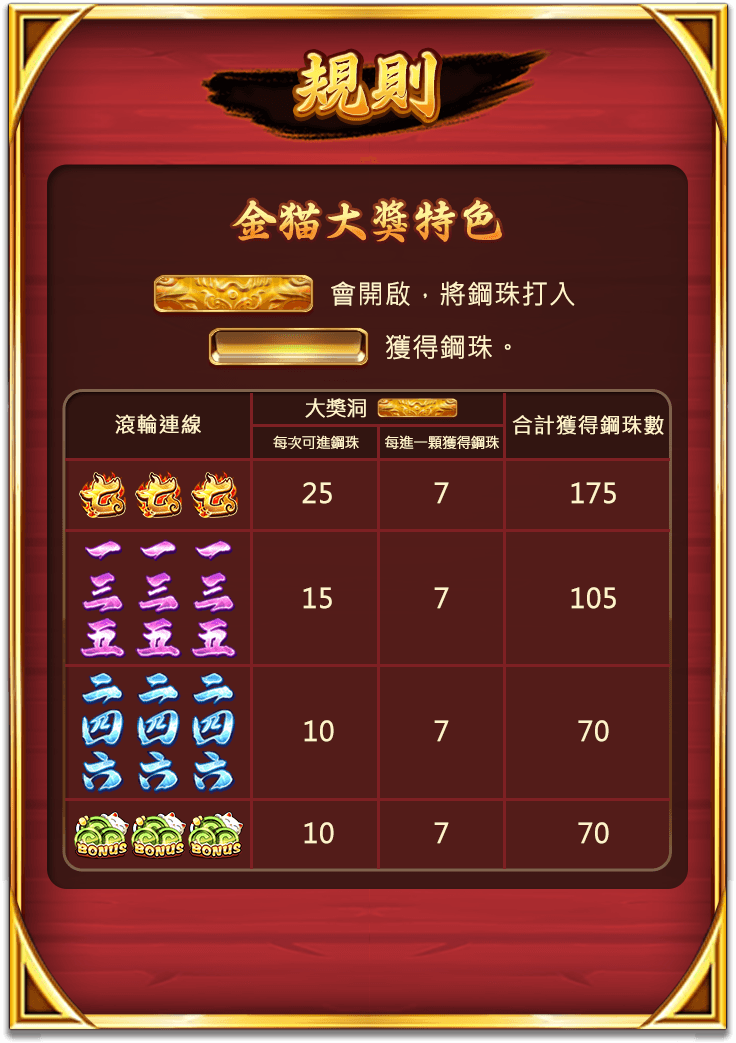 規則
金猫大獎特色
會開啟，將鋼珠打入
獲得鋼珠。
滾輪連線
大獎洞
每次可進鋼珠
每進一顆獲得鋼珠
合計獲得鋼珠數
七 七 七
25
7
175
一 一 一
三 三 三
五 五 五
15
7
105
二 二 二
四 四 四
六 六 六
10
7
70
BONUS BONUS BONUS
10
7
70